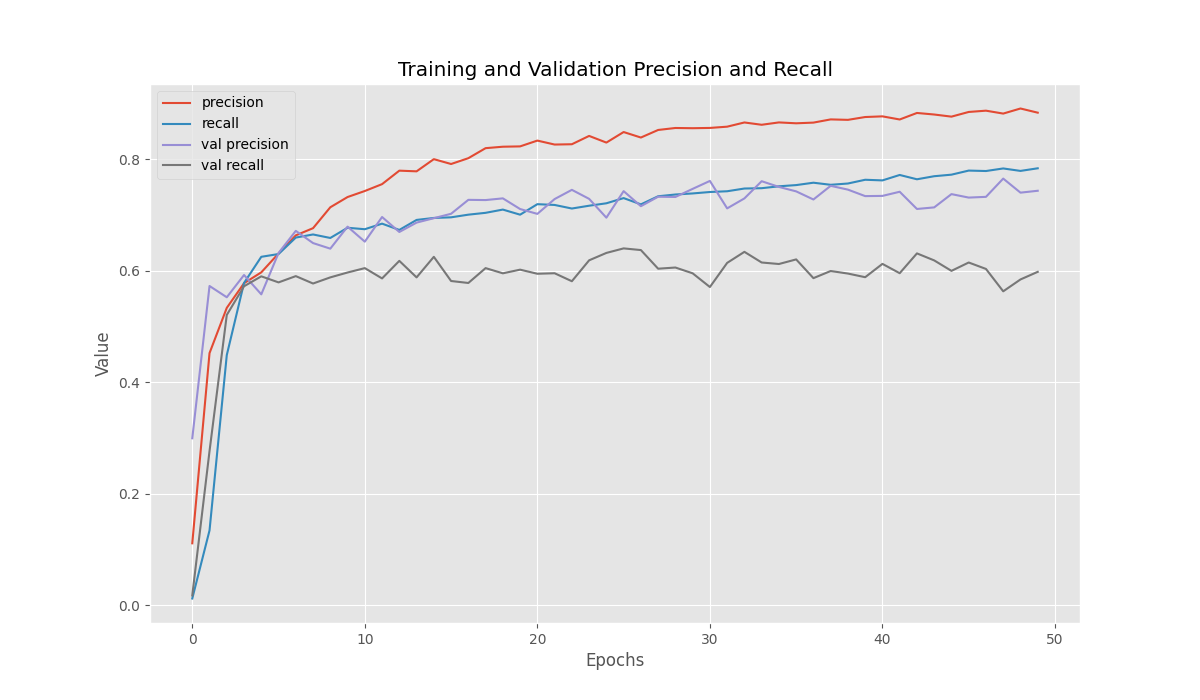 Training and Validation Precision and Recall
precision
recall
val precision
val recall
Value
0.8
0.6
0.4
0.2
0.0
0 10 20 30 40 50
Epochs